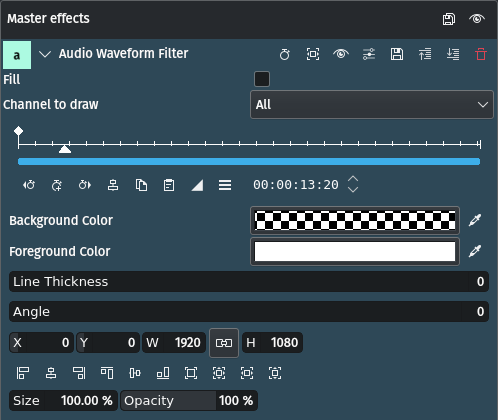 Master effects
a Audio Waveform Filter
Fill
Channel to draw All
00:00:13:20
Background Color
Foreground Color
Line Thickness 0
Angle 0
X 0 Y 0 W 1920 H 1080
Size 100.00 % Opacity 100 %